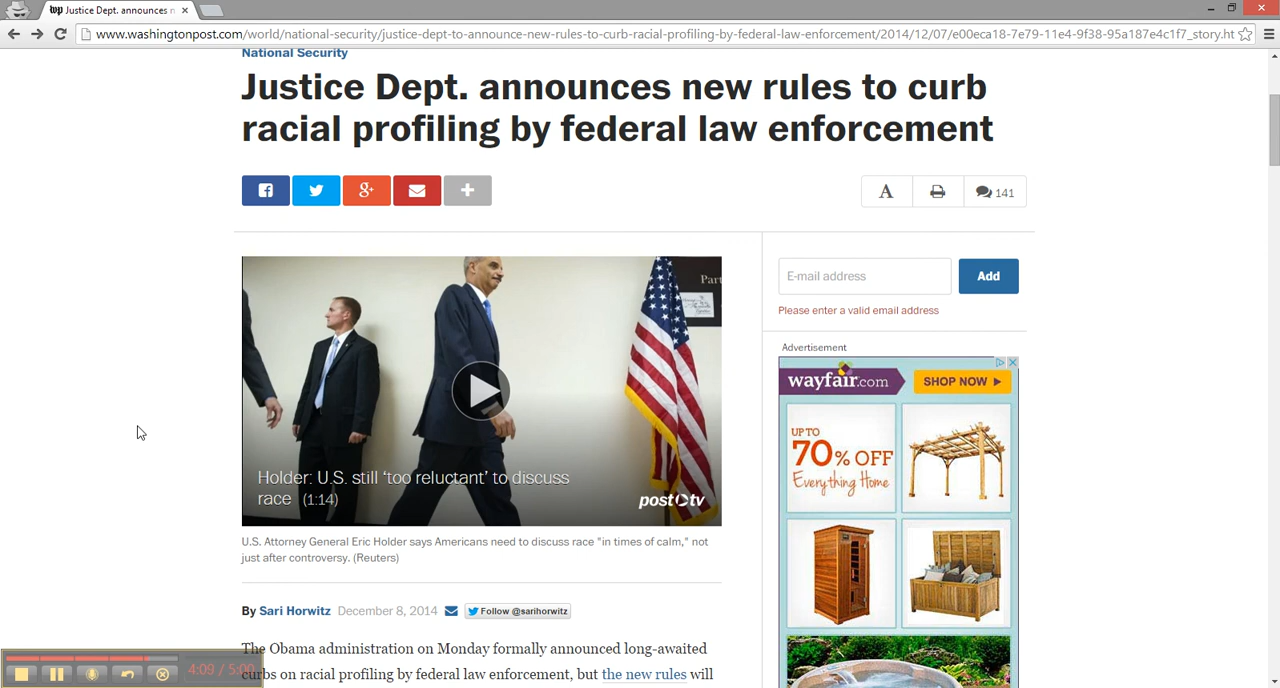 wp Justice Dept. announces n
www.washingtonpost.com/world/national-security/justice-dept-to-announce-new-rules-to-curb-racial-profiling-by-federal-law-enforcement/2014/12/07/e00eca18-7e79-11e4-9f38-95a187e4c1f7_story.ht
National Security
Justice Dept. announces new rules to curb
racial profiling by federal law enforcement
A
141
E-mail address
Add
Please enter a valid email address
Advertisement
wayfair.com
SHOP NOW
UP TO
70% OFF
Everything Home
Part
Holder: U.S. still ‘too reluctant’ to discuss
race (1:14)
post tv
U.S. Attorney General Eric Holder says Americans need to discuss race "in times of calm," not
just after controversy. (Reuters)
By Sari Horwitz December 8, 2014
Follow @sarihorwitz
The Obama administration on Monday formally announced long-awaited
curbs on racial profiling by federal law enforcement, but the new rules will
4:09 / 5:00